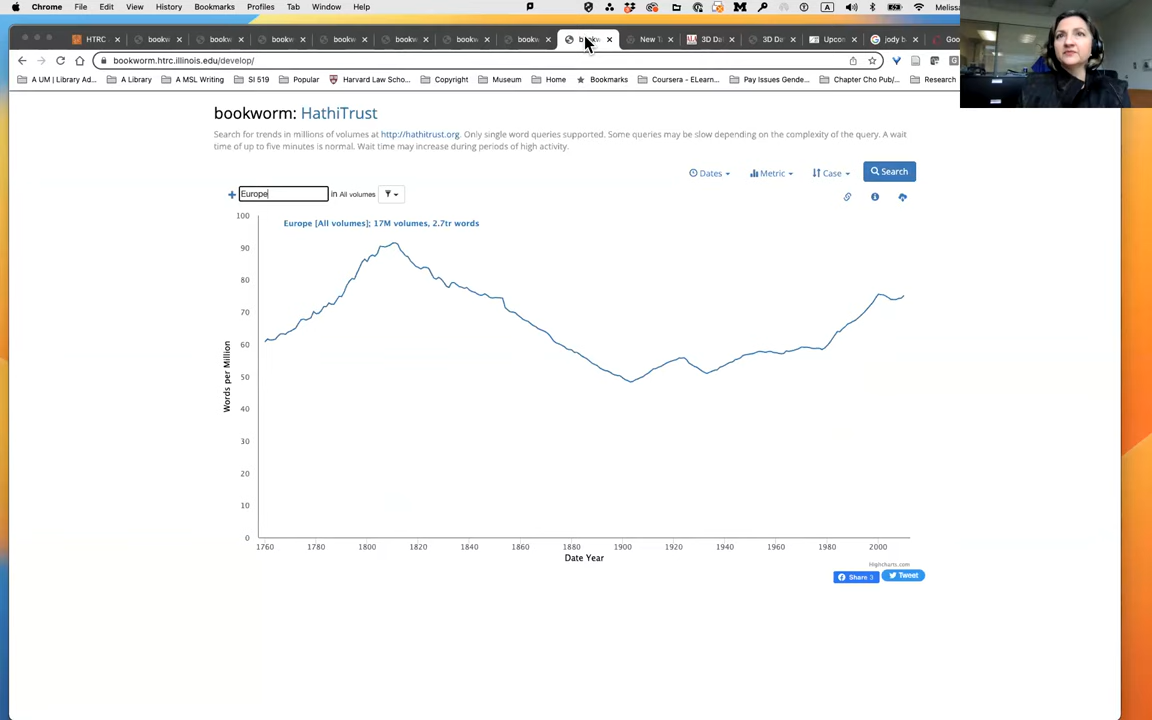 Chrome File Edit View History Bookmarks Profiles Tab Window Help A Melissa
HTRC bookw bookw bookw bookw bookw bookw bookw bookw New T 3D Da 3D Da Upcom jody b Goo
bookworm.htrc.illinois.edu/develop/
A UM | Library Ad... A MSL Writing SI 519 Popular Harvard Law Scho... Copyright Museum Home Bookmarks Coursera - ELearn... Pay Issues Gende... Chapter Cho Pub/... Research
A Library
bookworm: HathiTrust
Search for trends in millions of volumes at http://hathitrust.org. Only single word queries supported. Some queries may be slow depending on the complexity of the query. A wait
time of up to five minutes is normal. Wait time may increase during periods of high activity.
Dates Metric Case Search
Europe in All volumes
100
Europe [All volumes]; 17M volumes, 2.7tr words
90
80
70
60
50
40
30
20
10
0
Words per Million
1760 1780 1800 1820 1840 1860 1880 1900 1920 1940 1960 1980 2000
Date Year
Highcharts.com
Share 3 Tweet